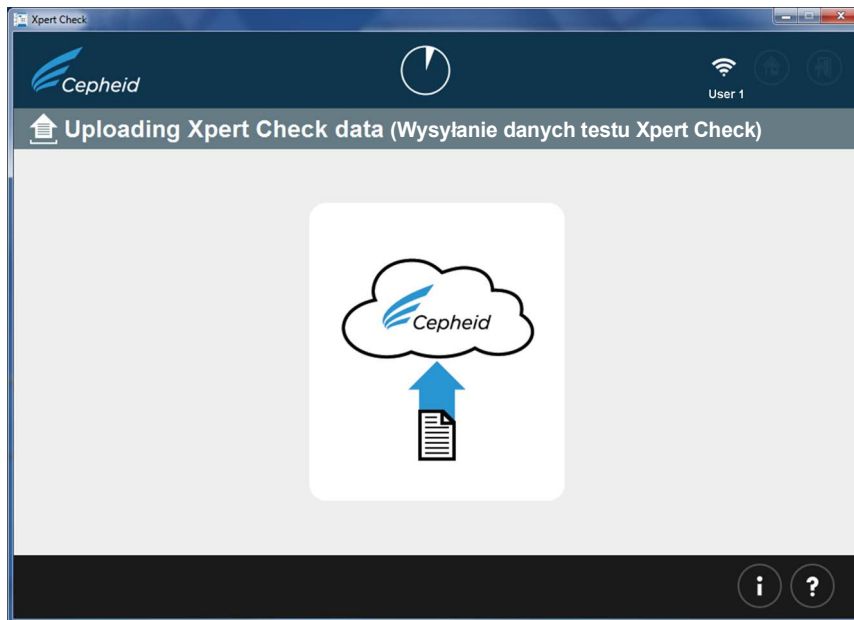 Xpert Check
Cepheid
User 1
Uploading Xpert Check data (Wysyłanie danych testu Xpert Check)
Cepheid
i ?